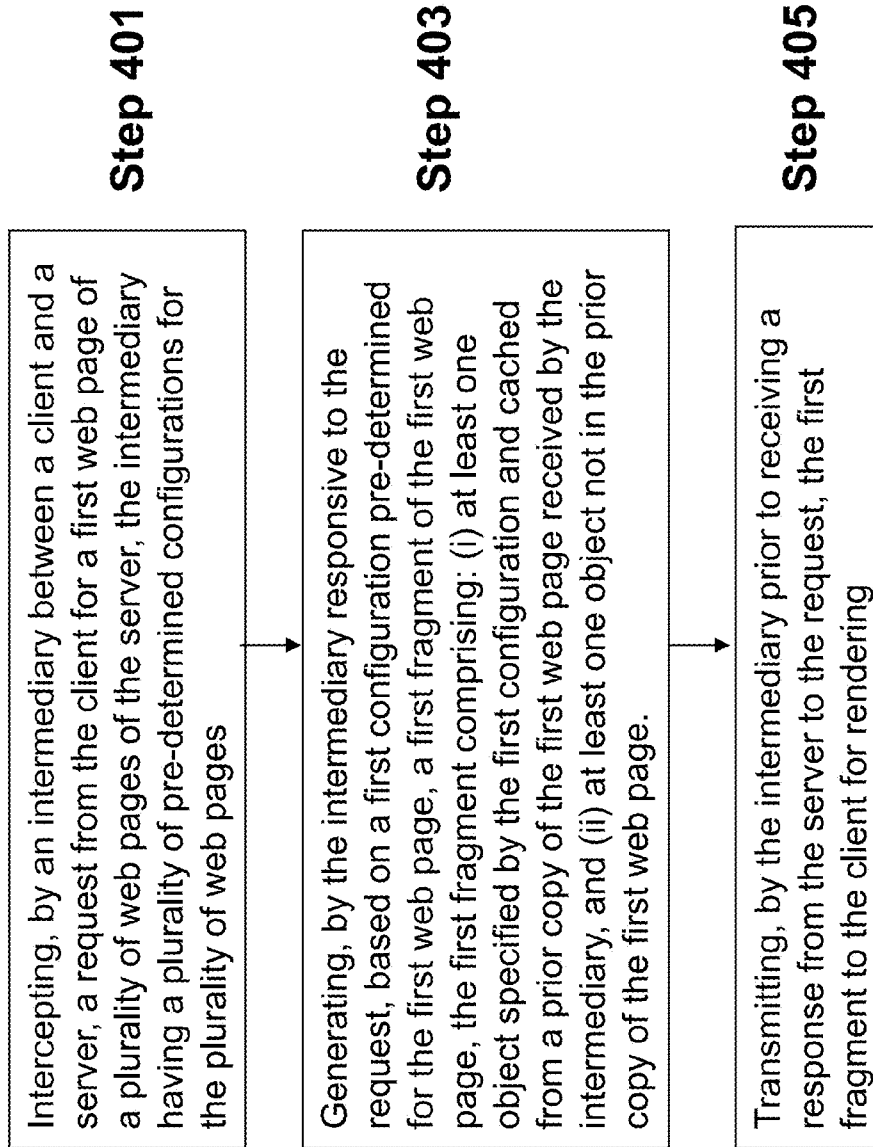 Intercepting, by an intermediary between a client and a
server, a request from the client for a first web page of
a plurality of web pages of the server, the intermediary
having a plurality of pre-determined configurations for
the plurality of web pages
Step 401
Generating, by the intermediary responsive to the
request, based on a first configuration pre-determined
for the first web page, a first fragment of the first web
page, the first fragment comprising: (i) at least one
object specified by the first configuration and cached
from a prior copy of the first web page received by the
intermediary, and (ii) at least one object not in the prior
copy of the first web page.
Step 403
Transmitting, by the intermediary prior to receiving a
response from the server to the request, the first
fragment to the client for rendering
Step 405